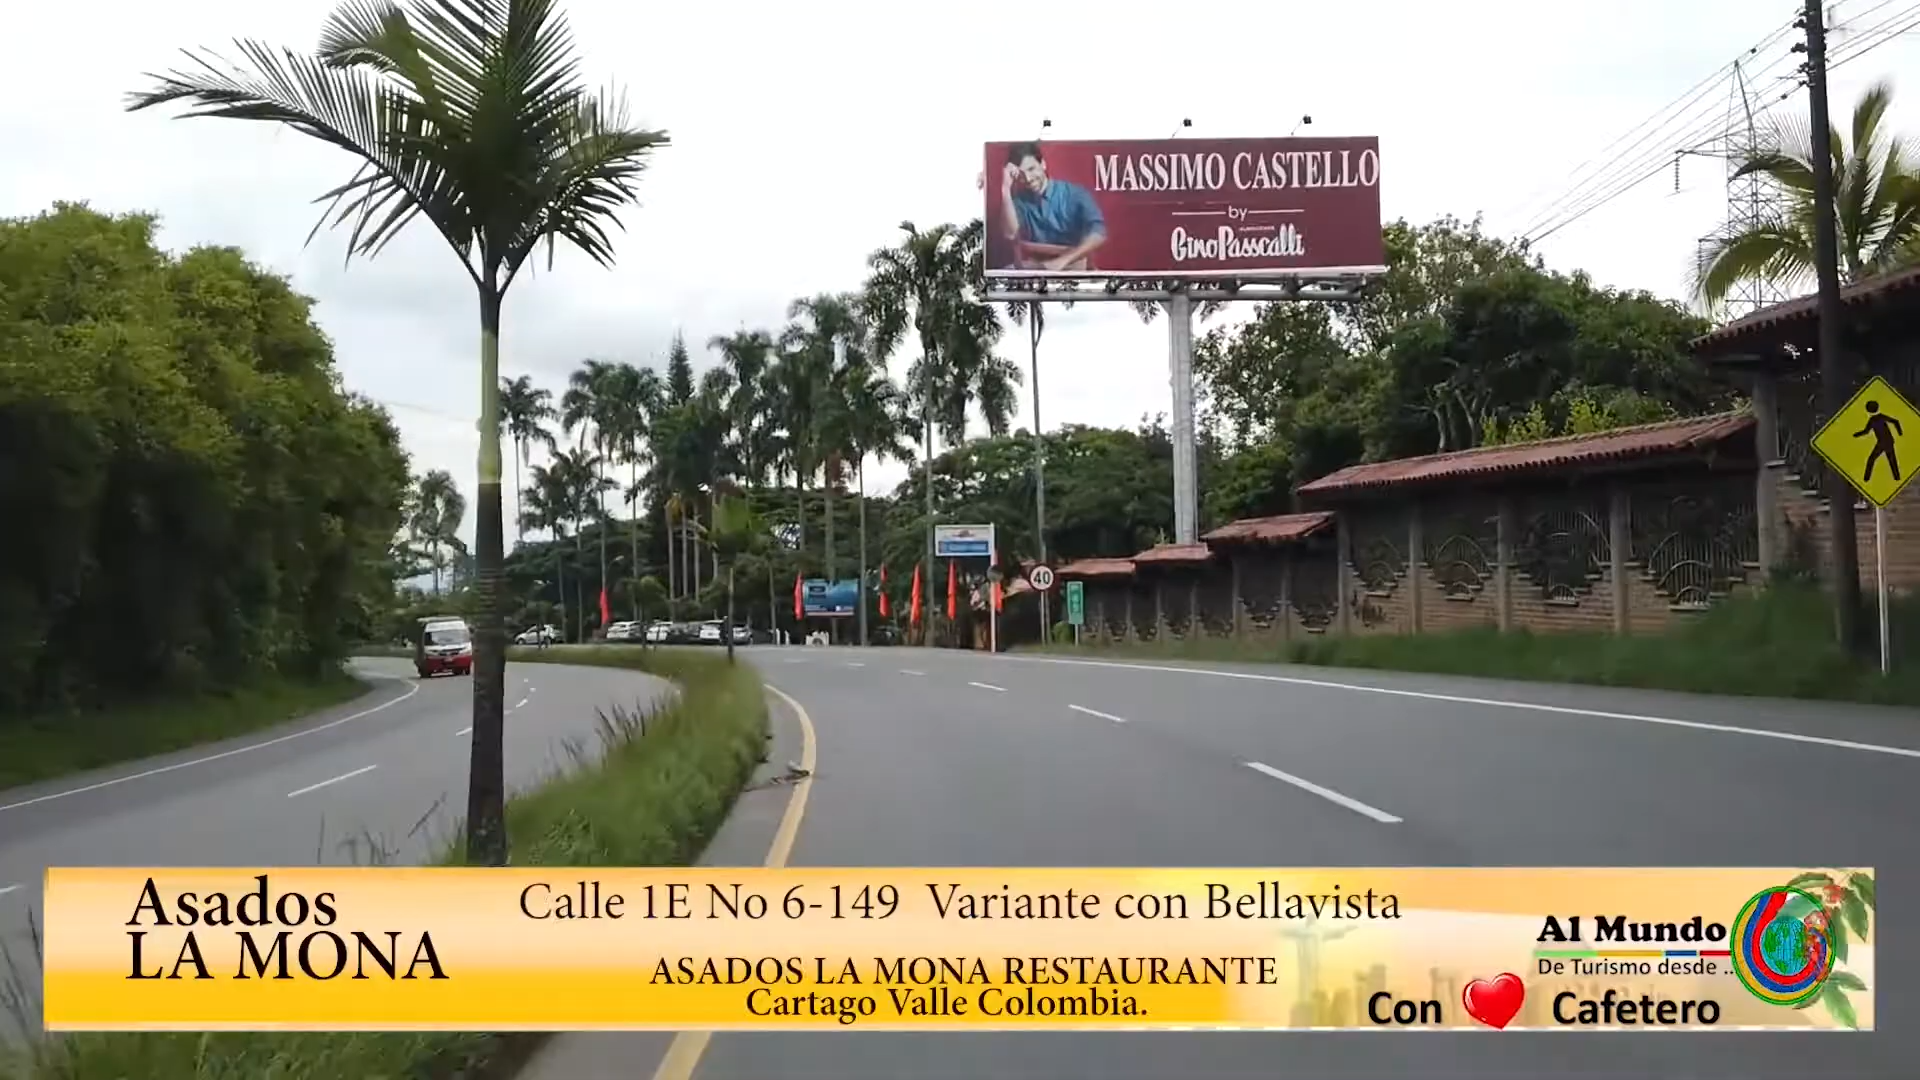 MASSIMO CASTELLO
by
GinoPasscalli
40
Asados
LA MONA
Calle 1E No 6-149 Variante con Bellavista
ASADOS LA MONA RESTAURANTE
Cartago Valle Colombia.
Al Mundo
De Turismo desde ..
Con Cafetero